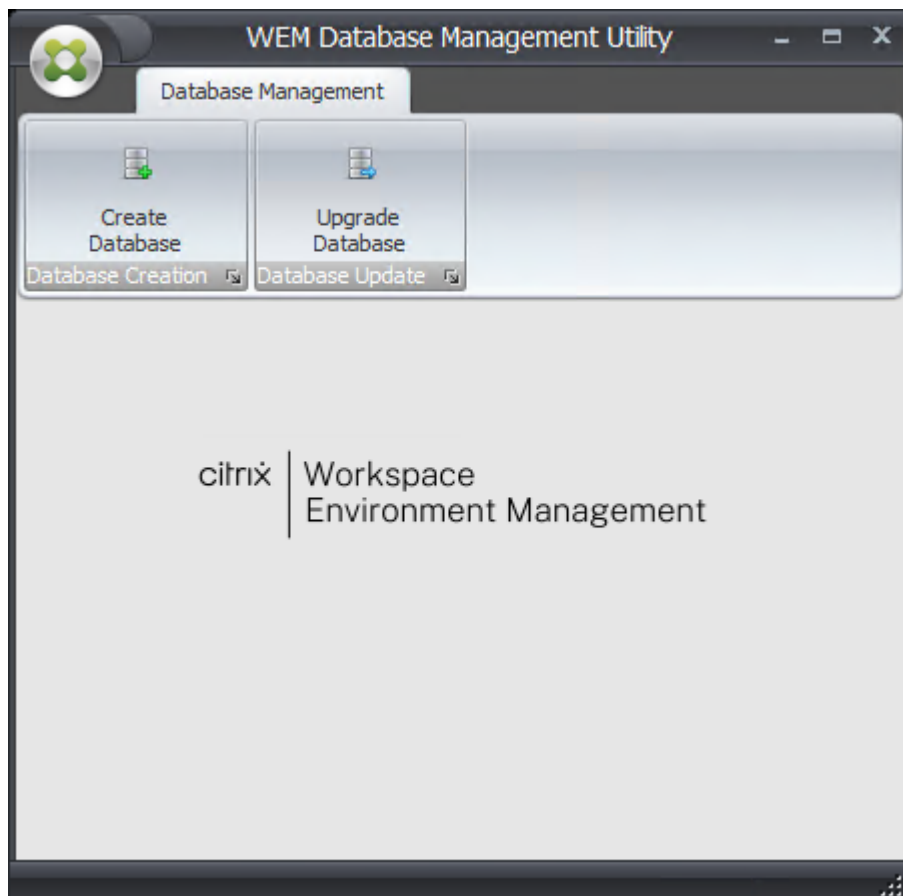 WEM Database Management Utility
Database Management
Create
Database
Upgrade
Database
Database Creation
Database Update
citrix
Workspace
Environment Management